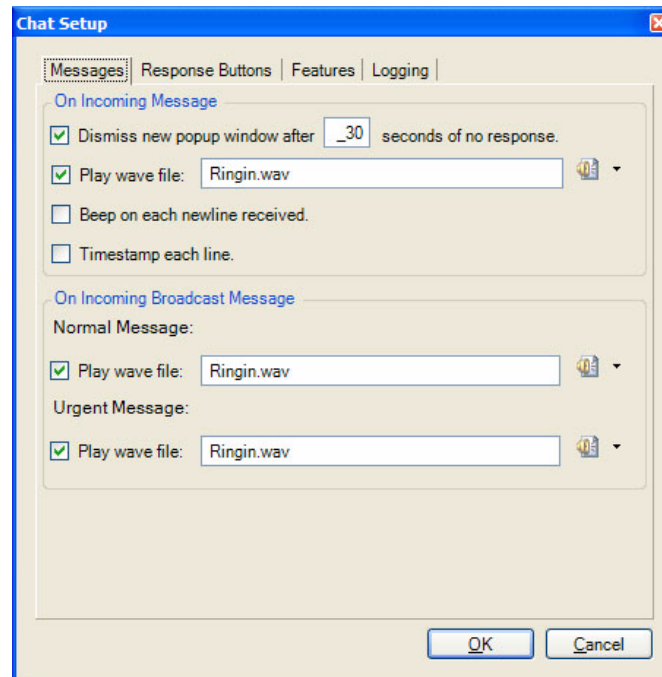 Chat Setup
Messages Response Buttons Features Logging
On Incoming Message
Dismiss new popup window after _30 seconds of no response.
Play wave file: Ringin.wav
Beep on each newline received.
Timestamp each line.
On Incoming Broadcast Message
Normal Message:
Play wave file: Ringin.wav
Urgent Message:
Play wave file: Ringin.wav
OK Cancel